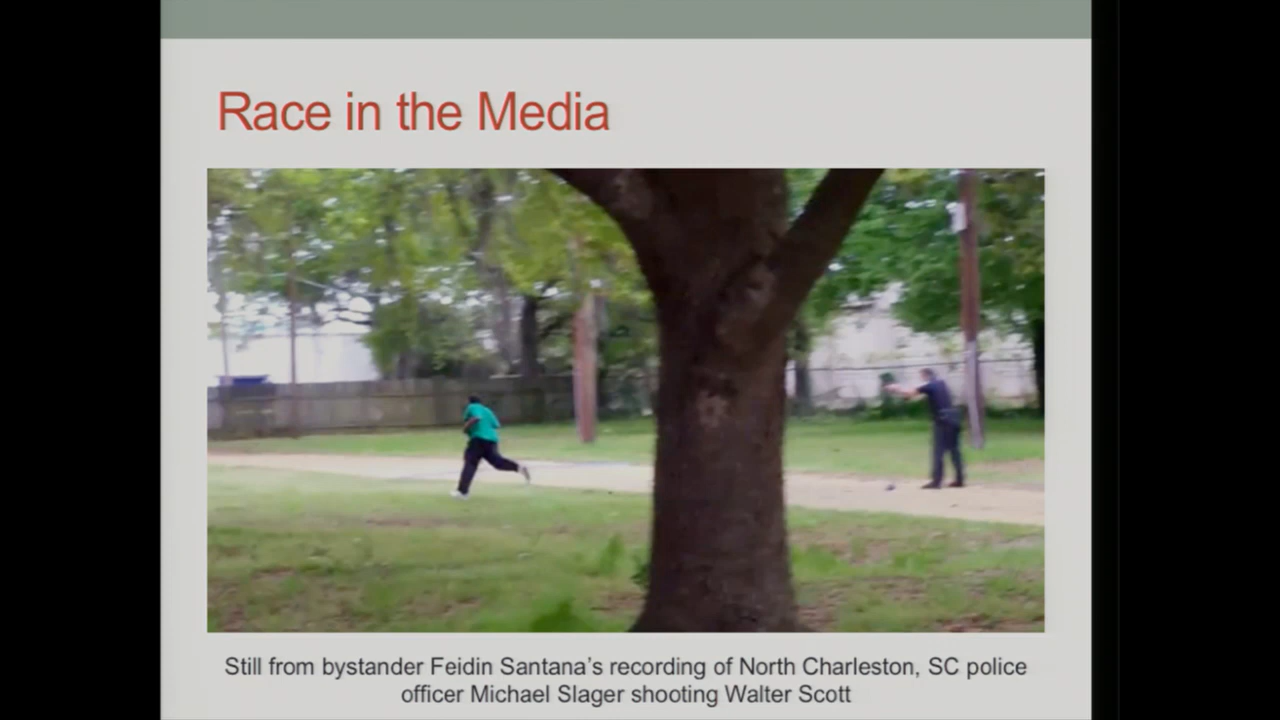 Race in the Media
Still from bystander Feidin Santana's recording of North Charleston, SC police
officer Michael Slager shooting Walter Scott